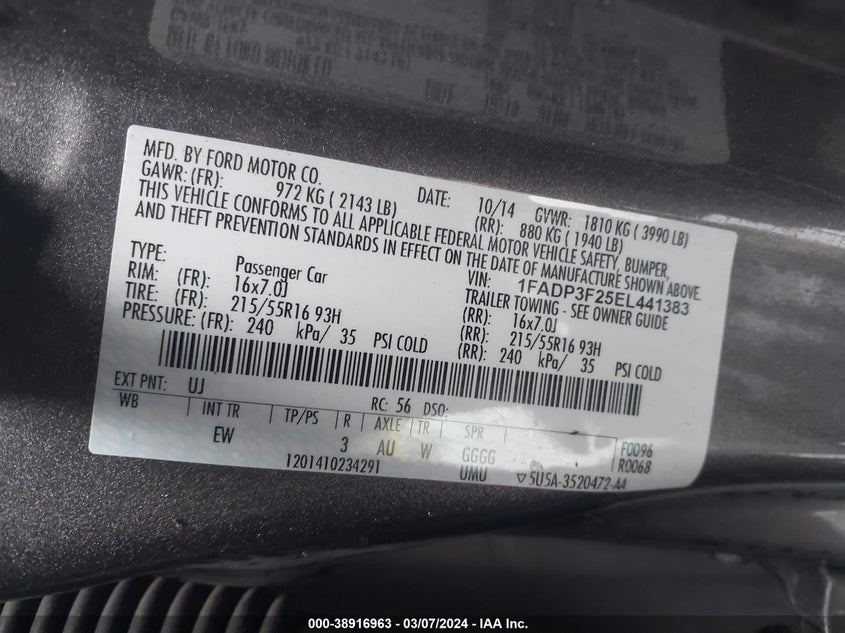 MFD. BY FORD MOTOR CO.
DATE: 10/14 GVWR: 1810 KG ( 3990 LB)
GAWR: (FR): 972 KG ( 2143 LB) (RR): 880 KG ( 1940 LB)
THIS VEHICLE CONFORMS TO ALL APPLICABLE FEDERAL MOTOR VEHICLE SAFETY, BUMPER,
AND THEFT PREVENTION STANDARDS IN EFFECT ON THE DATE OF MANUFACTURE SHOWN ABOVE.
VIN: 1FADP3F25EL441383
TYPE: Passenger Car TRAILER TOWING - SEE OWNER GUIDE
RIM: (FR): 16x7.0J (RR): 16x7.0J
TIRE: (FR): 215/55R16 93H (RR): 215/55R16 93H
PRESSURE: (FR): 240 kPa/ 35 PSI COLD (RR): 240 kPa/ 35 PSI COLD
EXT PNT: UJ RC: 56 DSO:
WB INT TR TP/PS R AXLE TR SPR
EW 3 AU W GGGG F0096
1201410234291 UMU R0068
▽5U5A-3520472-AA
000-38916963 - 03/07/2024 - IAA Inc.